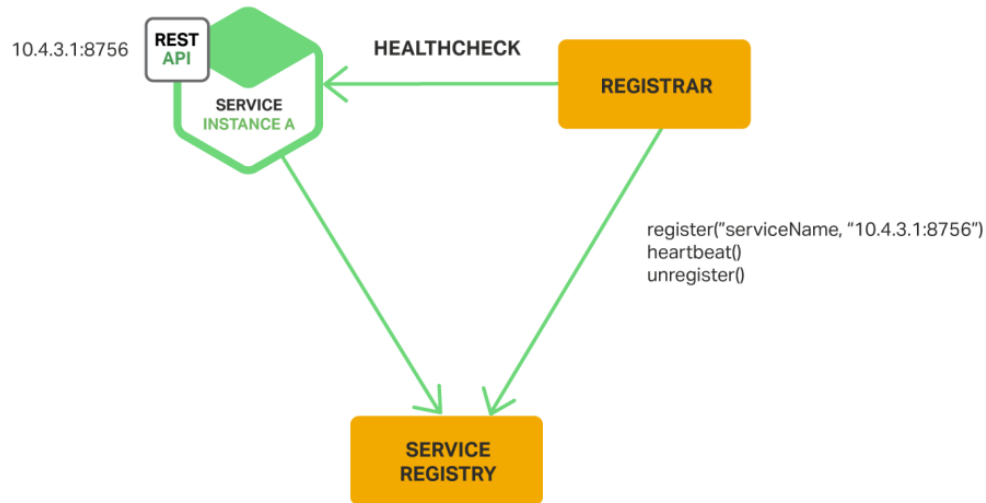 10.4.3.1:8756
REST
API
HEALTHCHECK
SERVICE
INSTANCE A
REGISTRAR
register("serviceName, "10.4.3.1:8756")
heartbeat()
unregister()
SERVICE
REGISTRY